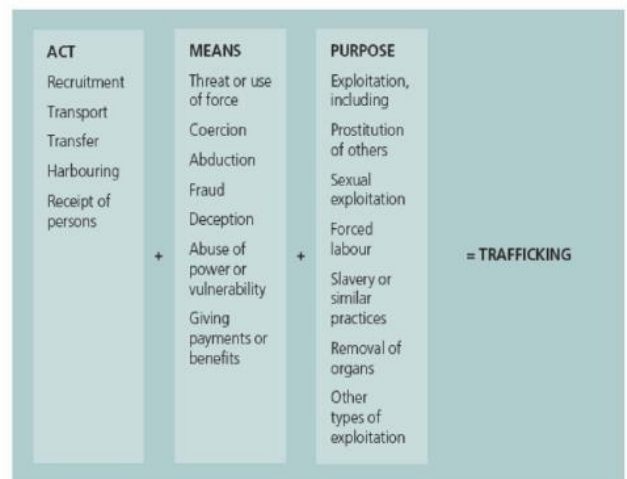 ACT
Recruitment
Transport
Transfer
Harbouring
Receipt of
persons
+
MEANS
Threat or use
of force
Coercion
Abduction
Fraud
Deception
Abuse of
power or
vulnerability
Giving
payments or
benefits
+
PURPOSE
Exploitation,
including
Prostitution
of others
Sexual
exploitation
Forced
labour
Slavery or
similar
practices
Removal of
organs
Other
types of
exploitation
= TRAFFICKING